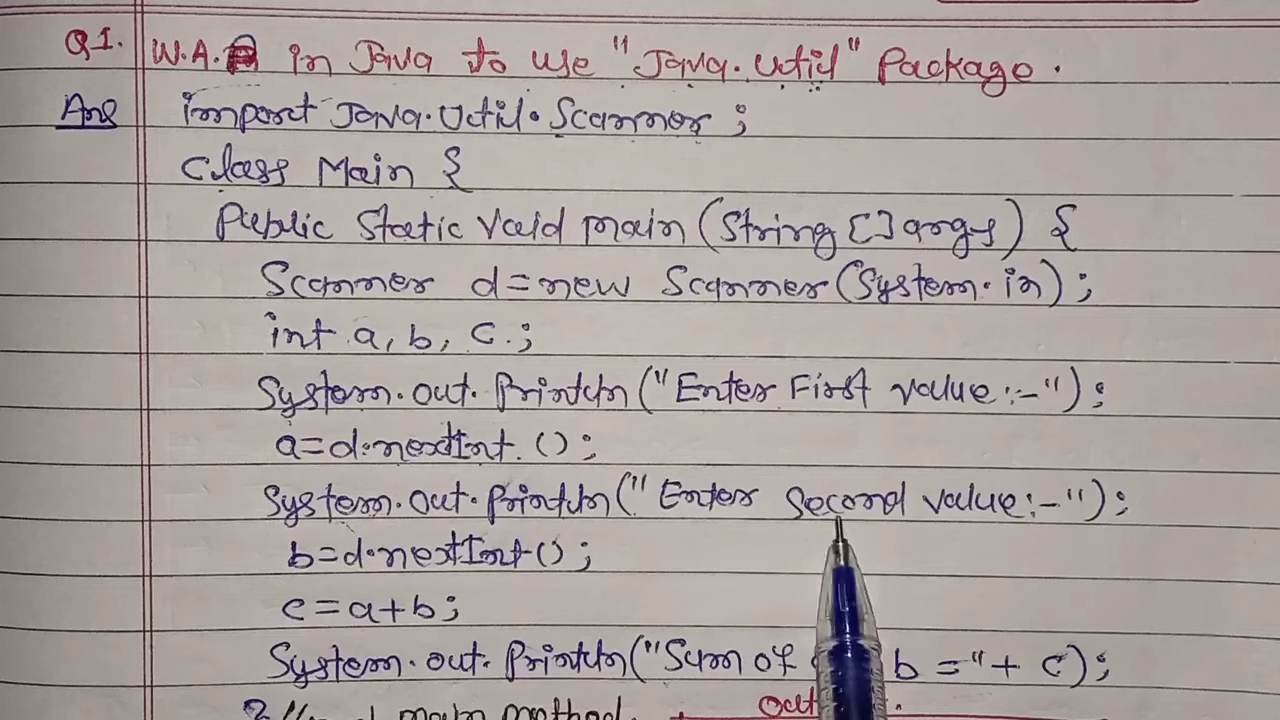 Q1. W.A.P in Java to use "Java.util" Package.
Ans import Java.Util.Scanner;
Class Main {
Public Static Void main (String [] args) {
Scanner d = new Scanner (System.in);
int a, b, c;
System.out.Println ("Enter First value :-");
a = d.nextInt ();
System.out.Println ("Enter Second value :-");
b = d.nextInt ();
c = a + b;
System.out.Println ("Sum of b =" + c);
main method.